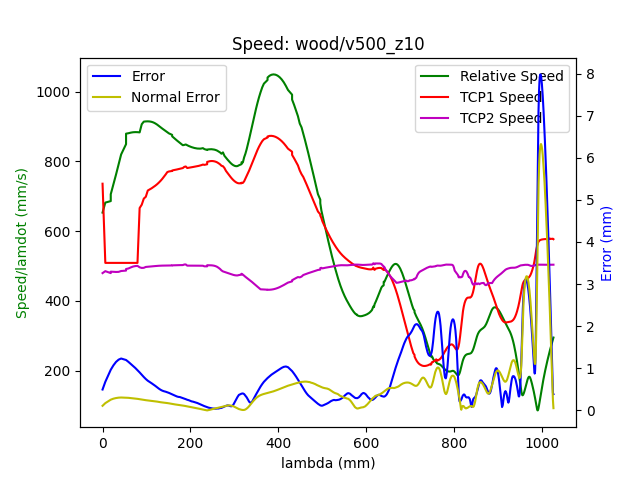 Speed: wood/v500_z10
Error
Normal Error
Relative Speed
TCP1 Speed
TCP2 Speed
Speed/lamdot (mm/s)
1000
800
600
400
200
8
7
6
5
4
3
2
1
0
Error (mm)
0 200 400 600 800 1000
lambda (mm)